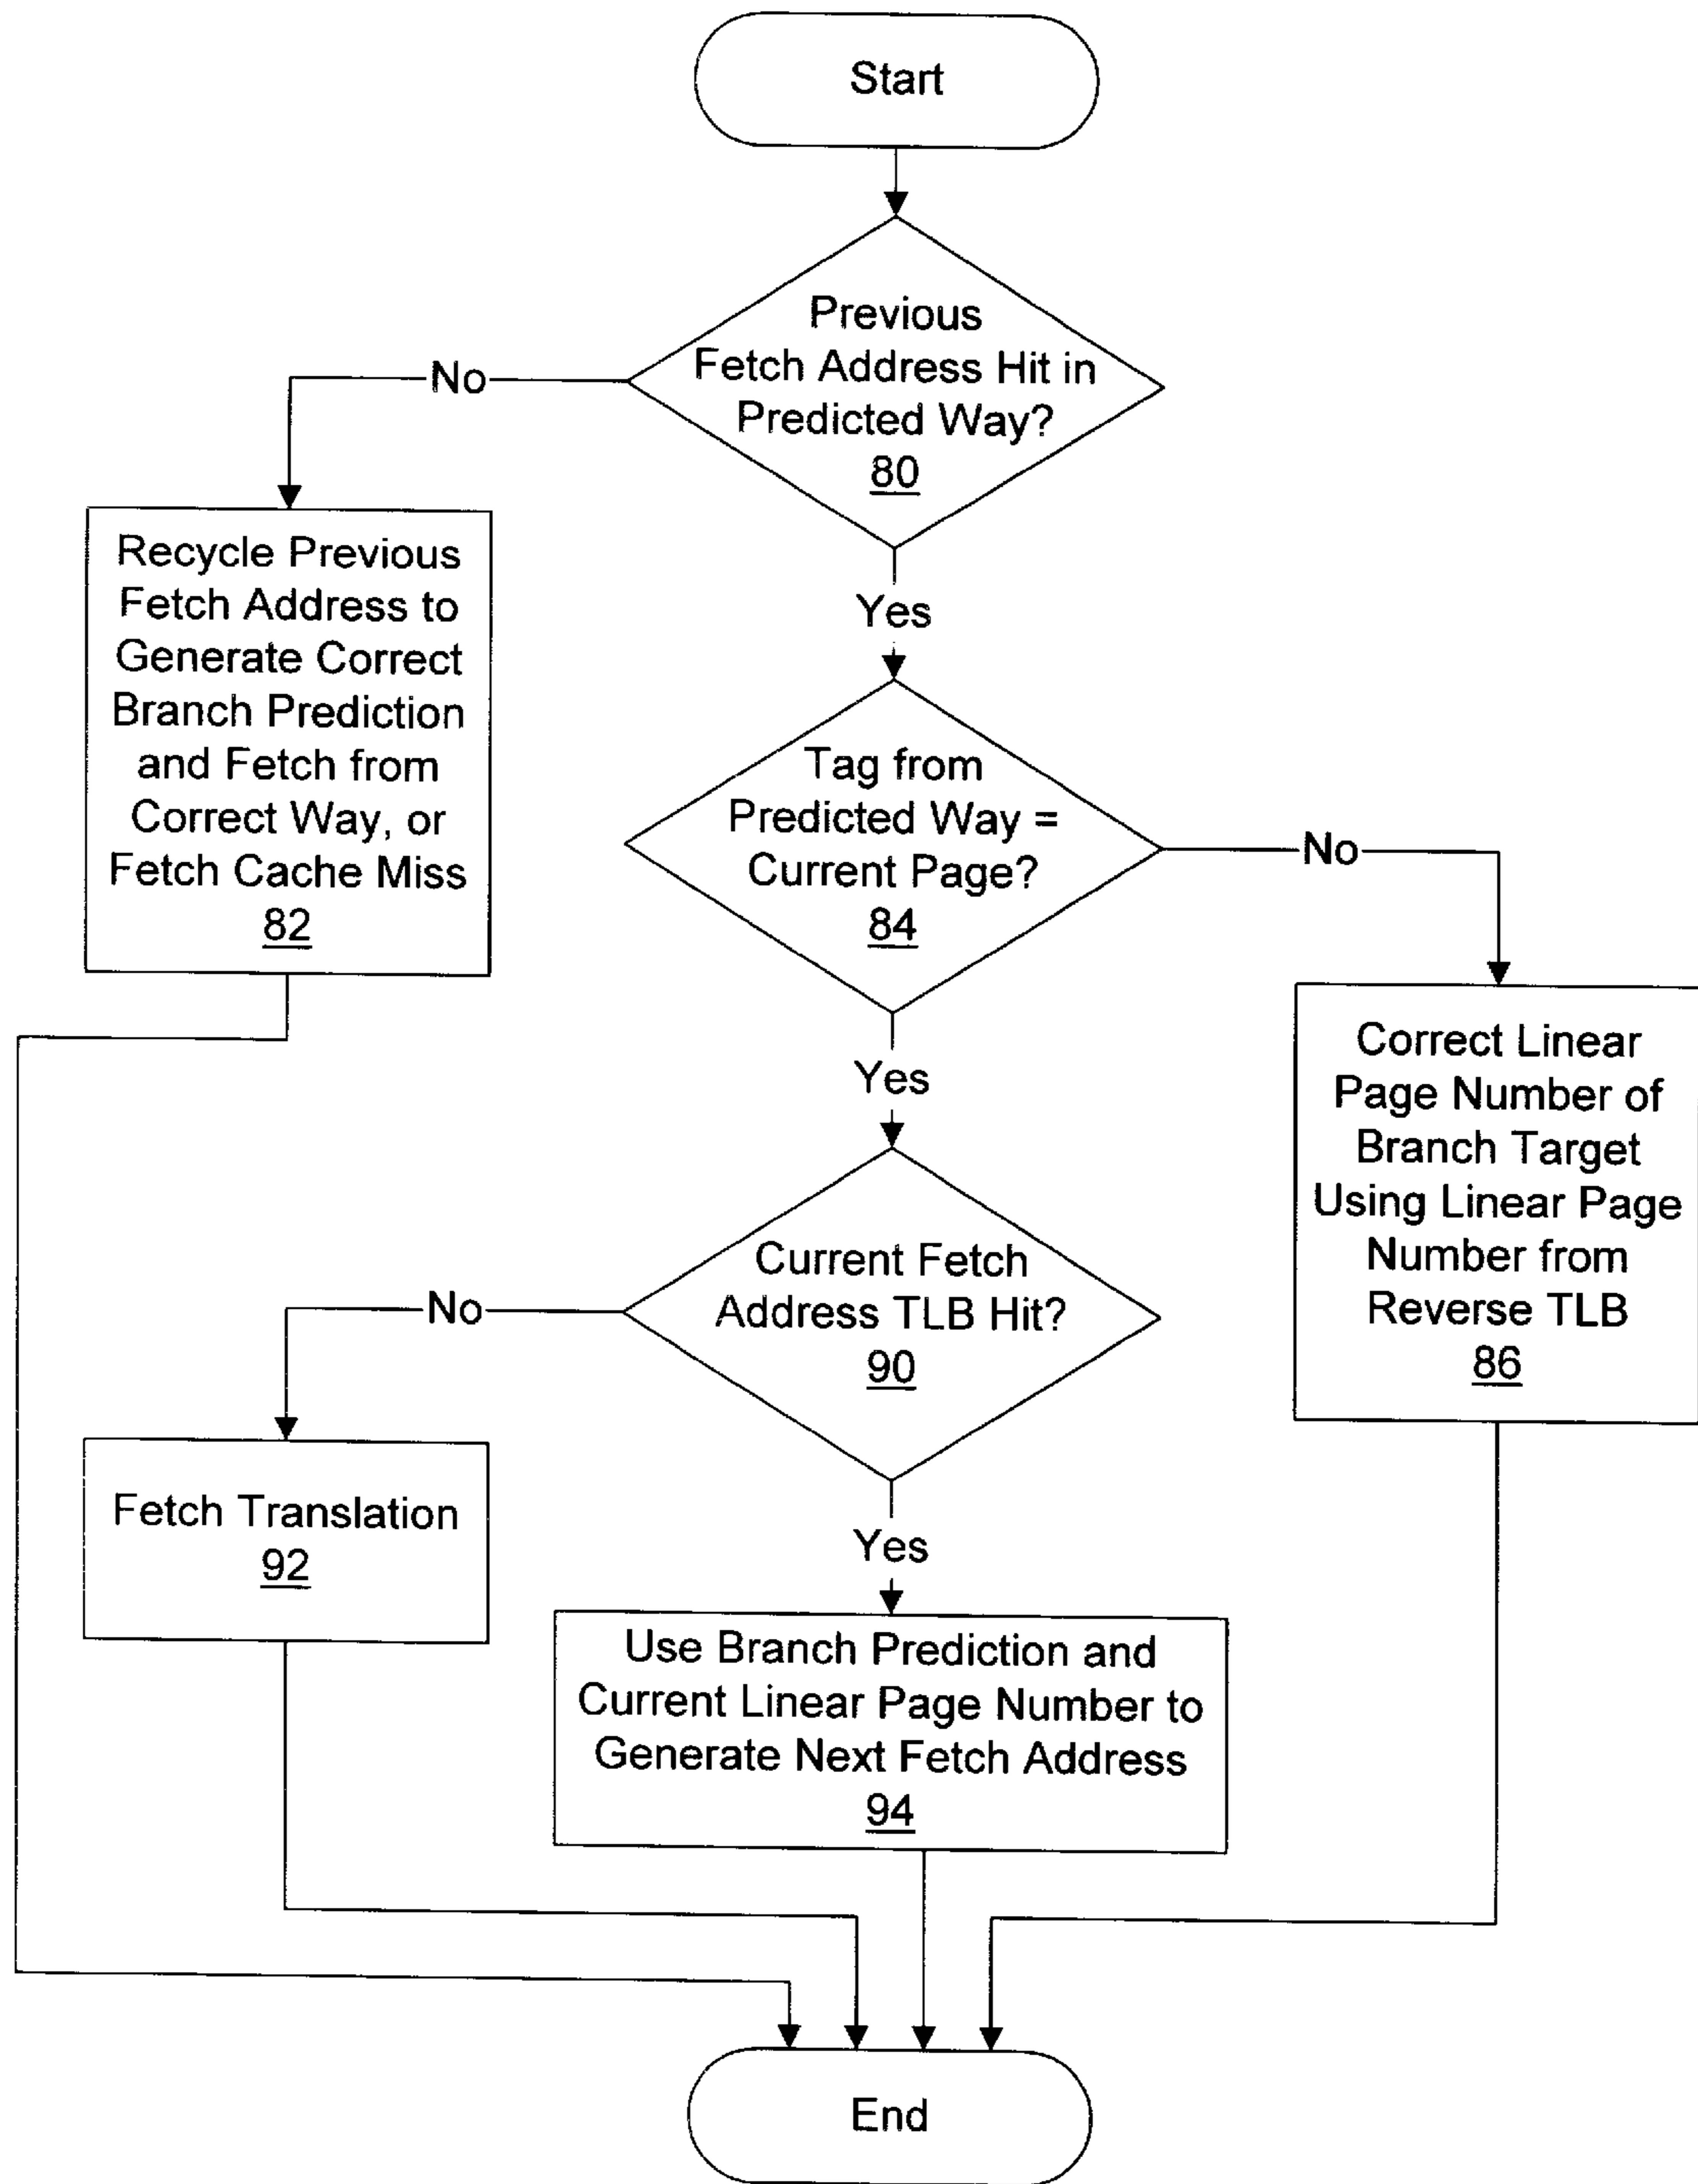 Start
Previous
Fetch Address Hit in
Predicted Way?
80
No
Yes
Recycle Previous
Fetch Address to
Generate Correct
Branch Prediction
and Fetch from
Correct Way, or
Fetch Cache Miss
82
Tag from
Predicted Way =
Current Page?
84
No
Yes
Correct Linear
Page Number of
Branch Target
Using Linear Page
Number from
Reverse TLB
86
Current Fetch
Address TLB Hit?
90
No
Yes
Fetch Translation
92
Use Branch Prediction and
Current Linear Page Number to
Generate Next Fetch Address
94
End